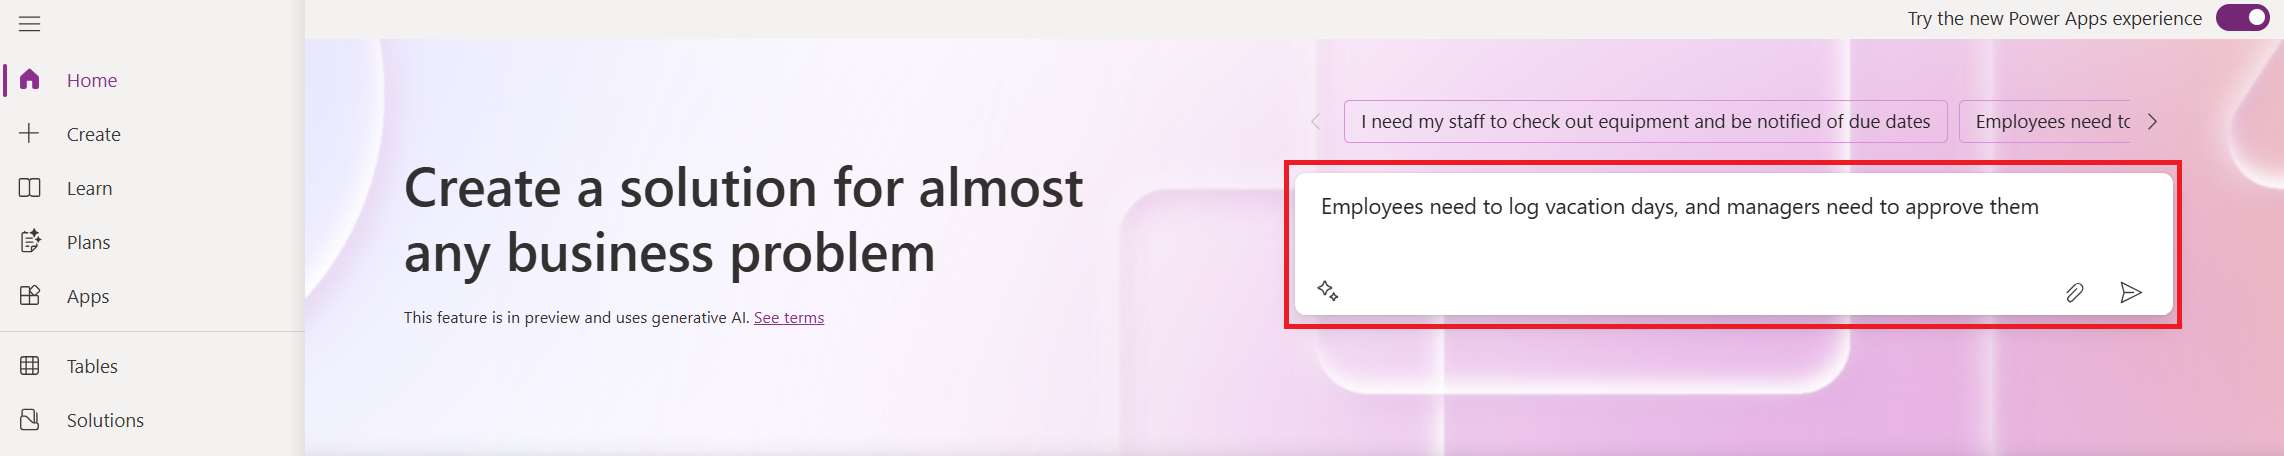 Try the new Power Apps experience
Home
Create
Learn
Plans
Apps
Tables
Solutions
Create a solution for almost
any business problem
This feature is in preview and uses generative AI. See terms
I need my staff to check out equipment and be notified of due dates
Employees need to
Employees need to log vacation days, and managers need to approve them